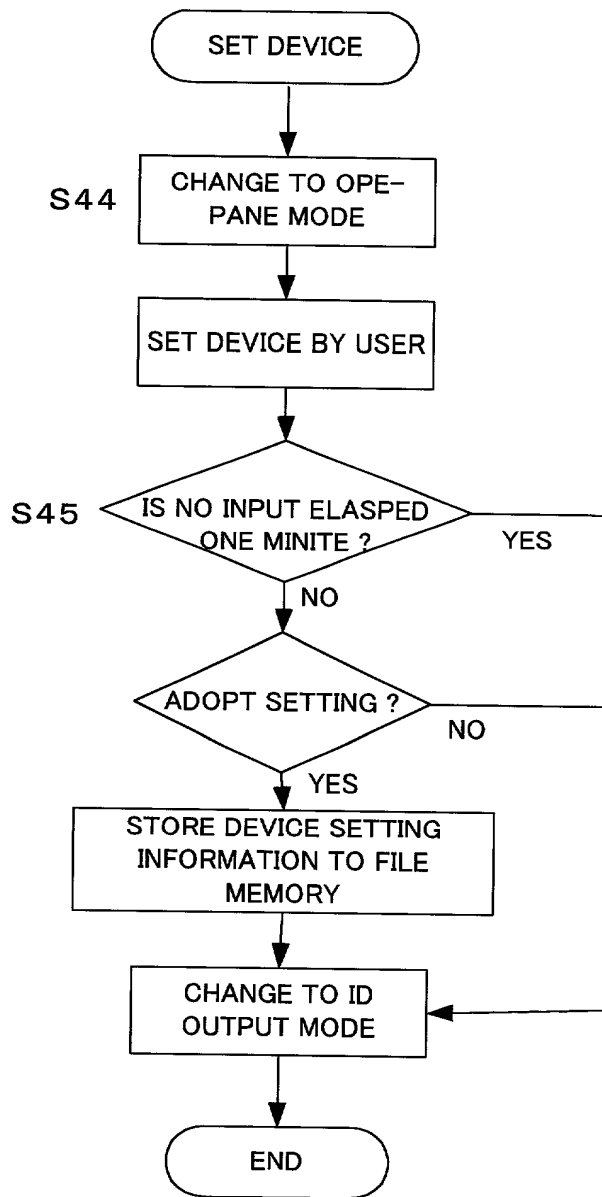 SET DEVICE
S44
CHANGE TO OPE-
PANE MODE
SET DEVICE BY USER
S45
IS NO INPUT ELASPED
ONE MINITE ?
YES
NO
ADOPT SETTING ?
NO
YES
STORE DEVICE SETTING
INFORMATION TO FILE
MEMORY
CHANGE TO ID
OUTPUT MODE
END